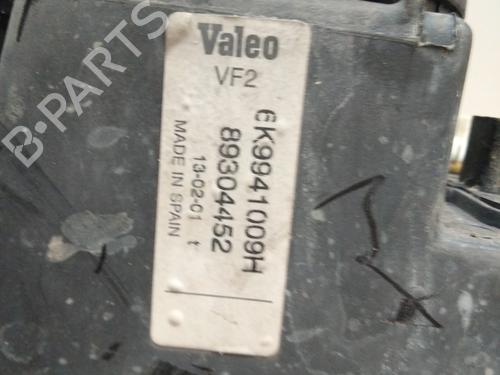 Valeo
VF2
6K9941009H
89304452
13-02-01 t
MADE IN SPAIN
B-PARTS